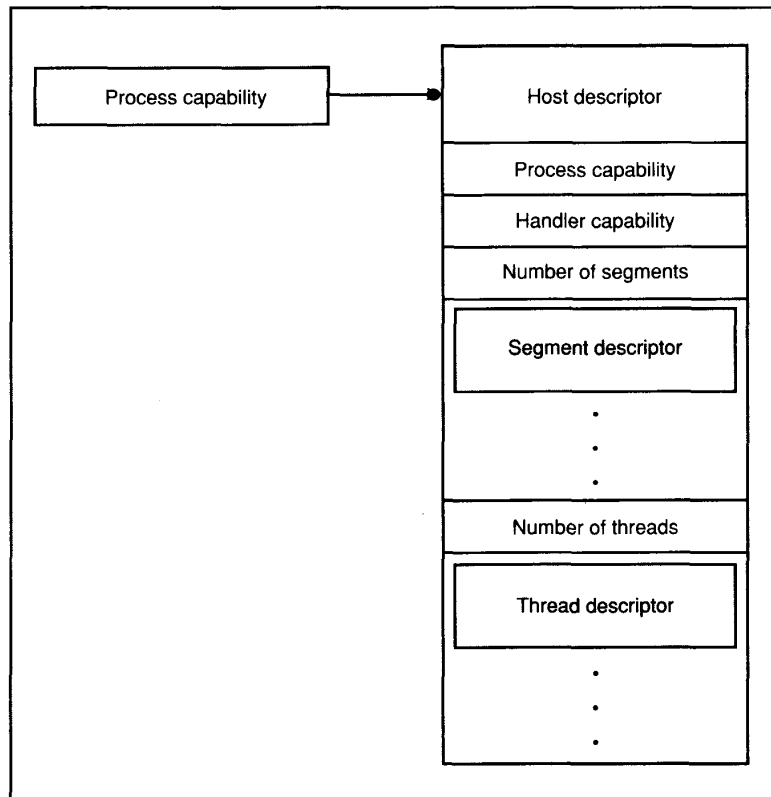 Process capability
Host descriptor
Process capability
Handler capability
Number of segments
Segment descriptor
Number of threads
Thread descriptor